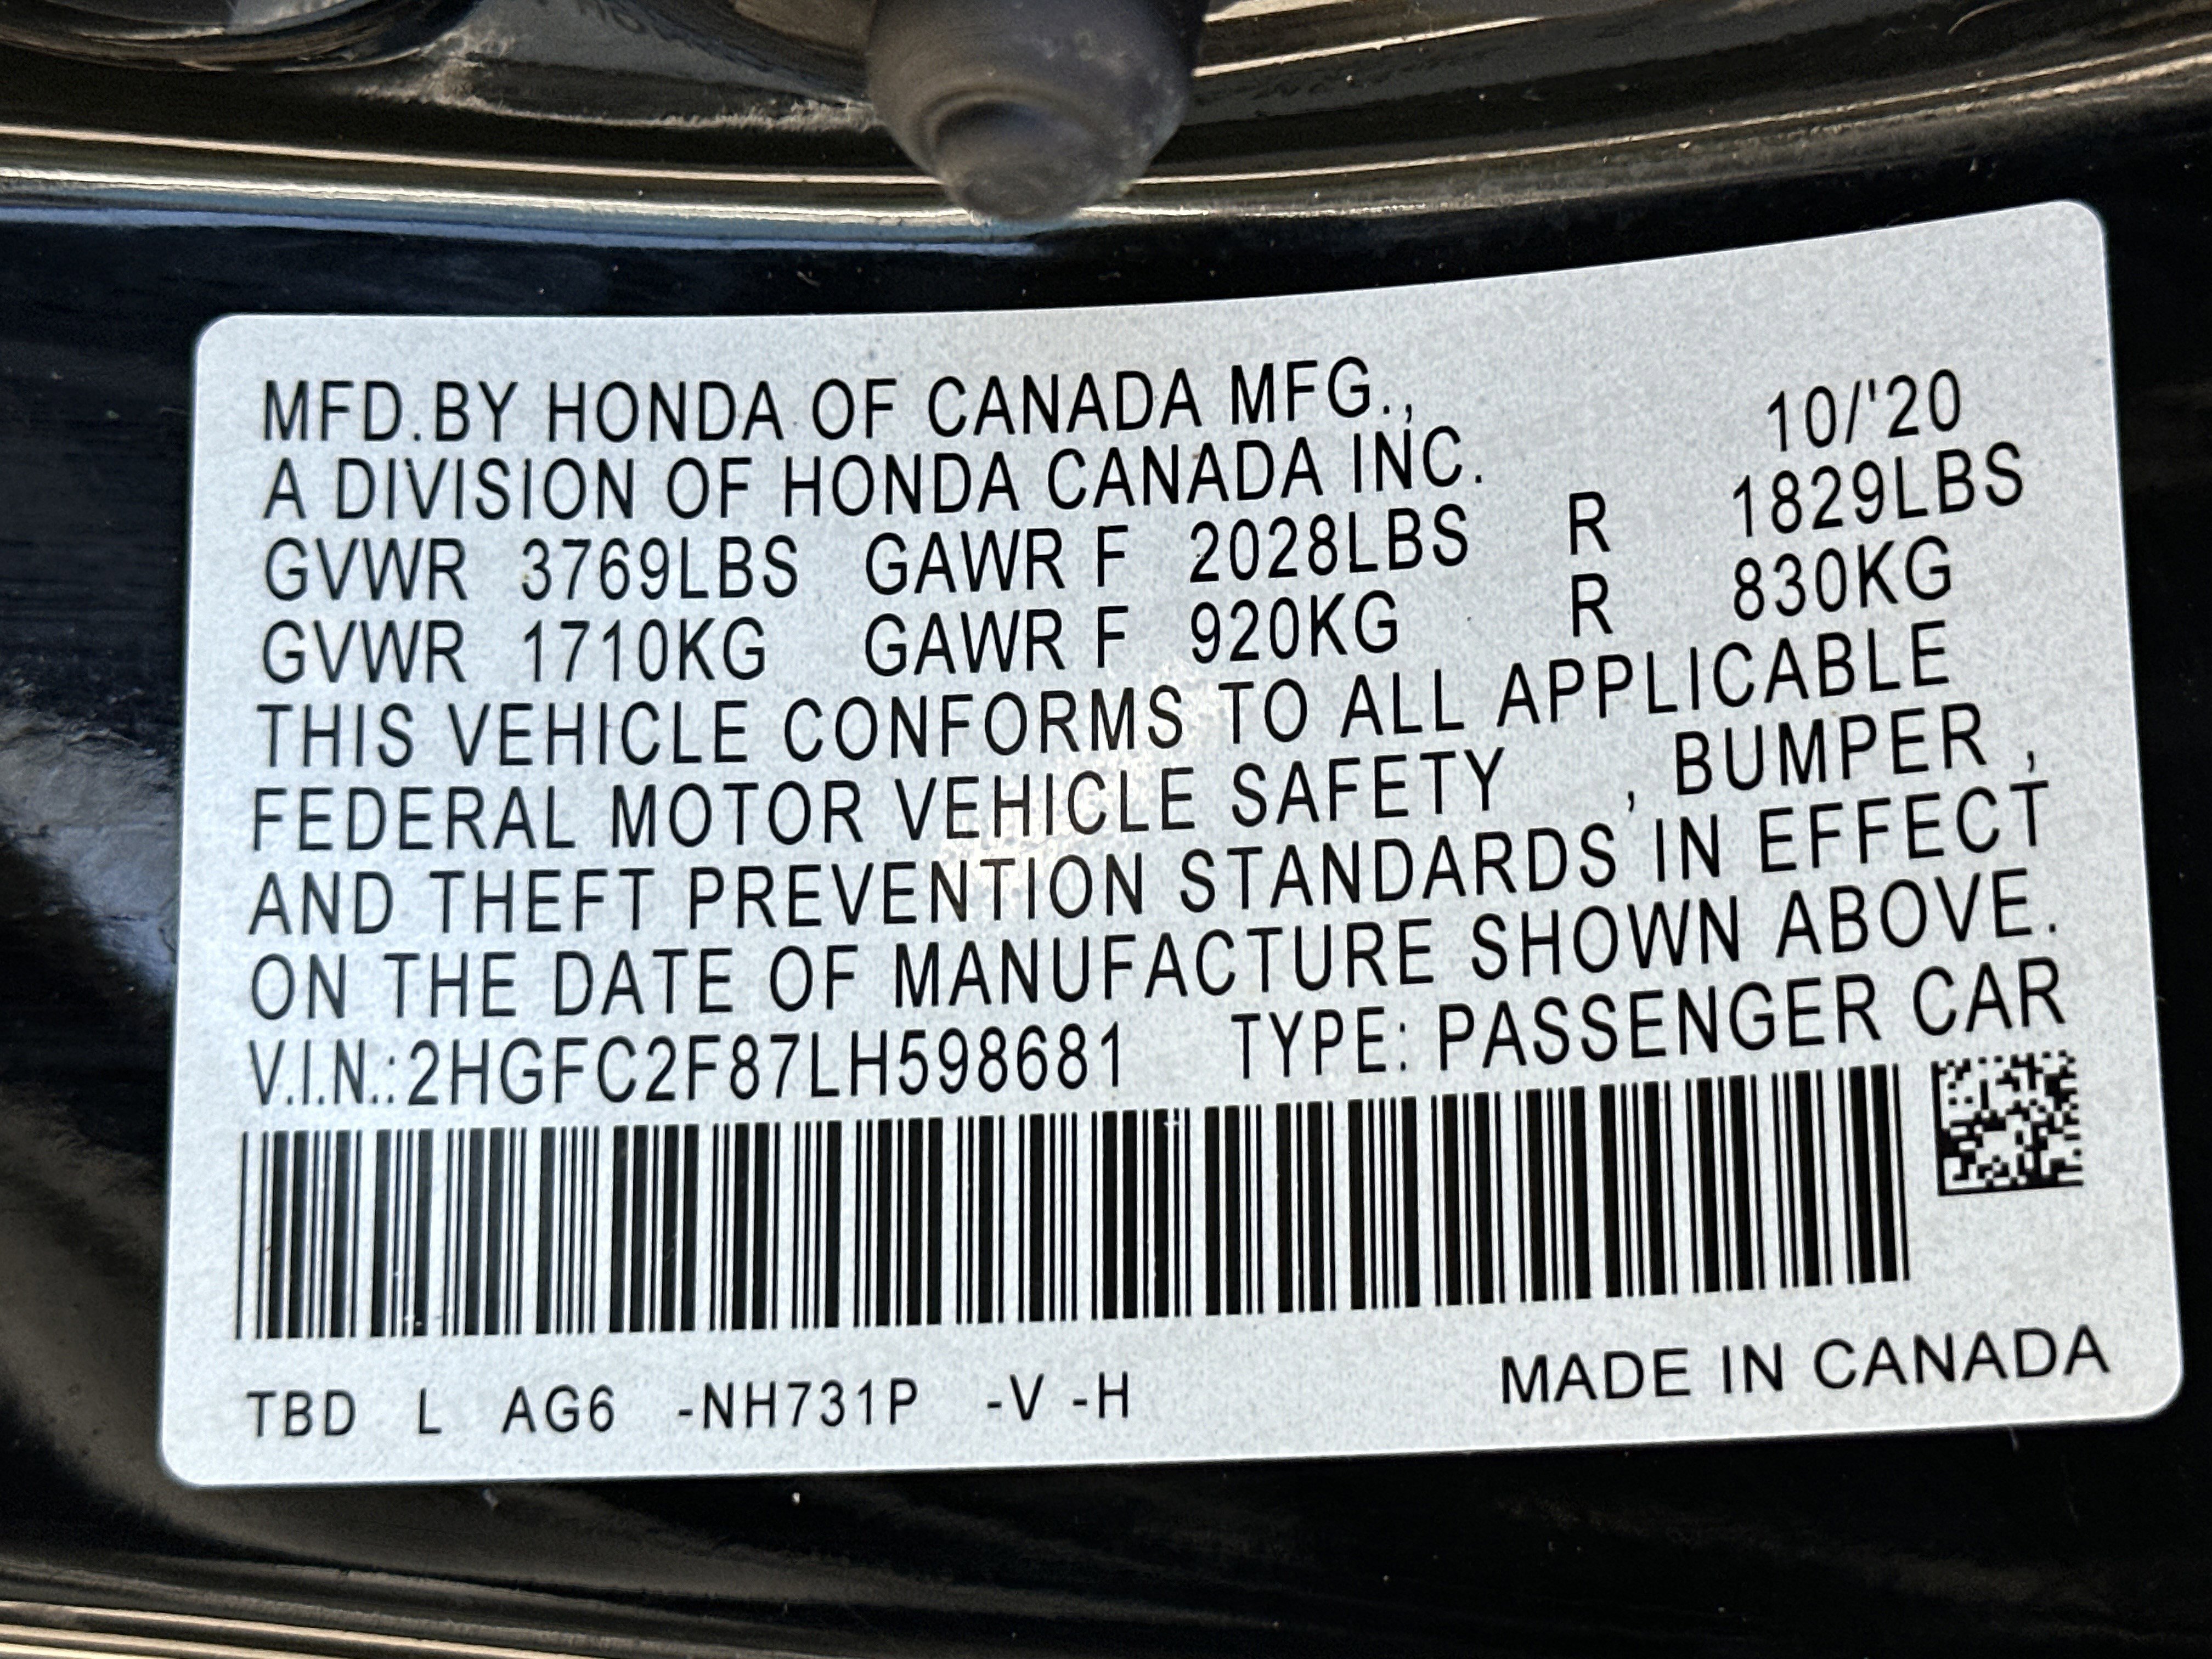 MFD.BY HONDA OF CANADA MFG., 10/'20
A DIVISION OF HONDA CANADA INC.
GVWR 3769LBS GAWR F 2028LBS R 1829LBS
GVWR 1710KG GAWR F 920KG R 830KG
THIS VEHICLE CONFORMS TO ALL APPLICABLE
FEDERAL MOTOR VEHICLE SAFETY , BUMPER ,
AND THEFT PREVENTION STANDARDS IN EFFECT
ON THE DATE OF MANUFACTURE SHOWN ABOVE.
V.I.N.:2HGFC2F87LH598681 TYPE: PASSENGER CAR
TBD L AG6 -NH731P -V -H MADE IN CANADA